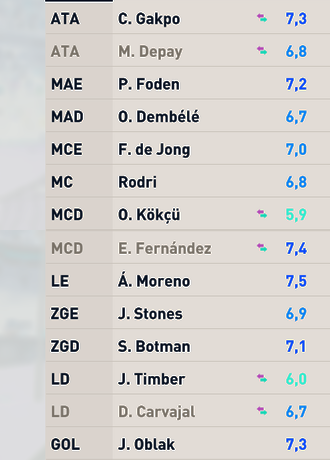 ATA C. Gakpo 7,3
ATA M. Depay 6,8
MAE P. Foden 7,2
MAD O. Dembélé 6,7
MCE F. de Jong 7,0
MC Rodri 6,8
MCD O. Kökçü 5,9
MCD E. Fernández 7,4
LE Á. Moreno 7,5
ZGE J. Stones 6,9
ZGD S. Botman 7,1
LD J. Timber 6,0
LD D. Carvajal 6,7
GOL J. Oblak 7,3